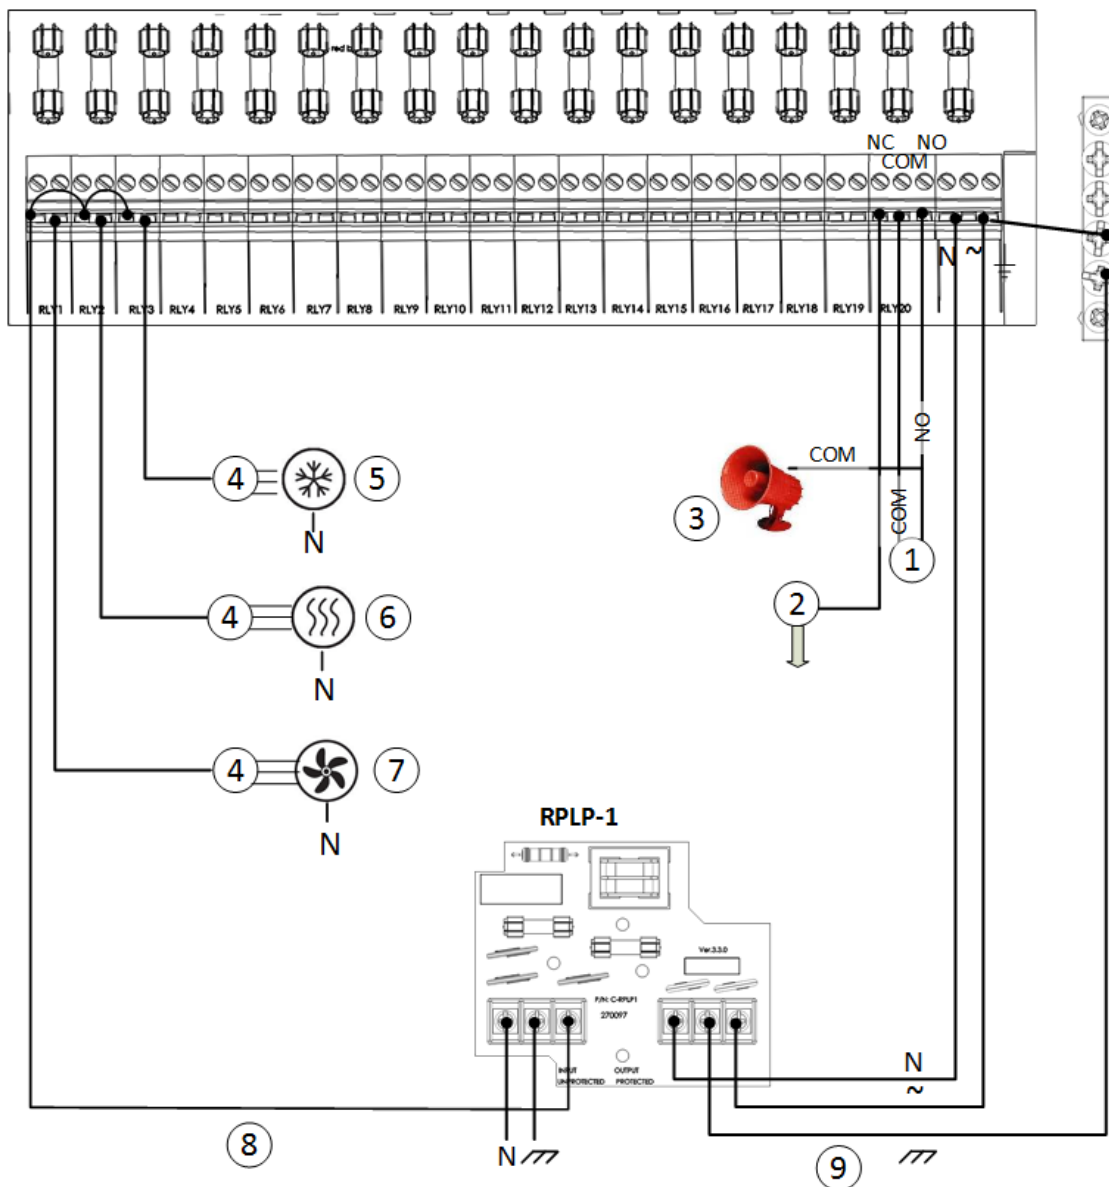 red b
NC NO
COM
N ~
RLY1 RLY2 RLY3 RLY4 RLY5 RLY6 RLY7 RLY8 RLY9 RLY10 RLY11 RLY12 RLY13 RLY14 RLY15 RLY16 RLY17 RLY18 RLY19 RLY20
NO
COM
COM
4 5
N
3
1
2
4 6
N
4 7
N
RPLP-1
Ver.3.3.0
P/N: C-RPLP1
270097
INPUT OUTPUT
UNPROTECTED PROTECTED
N
~
8
N
9